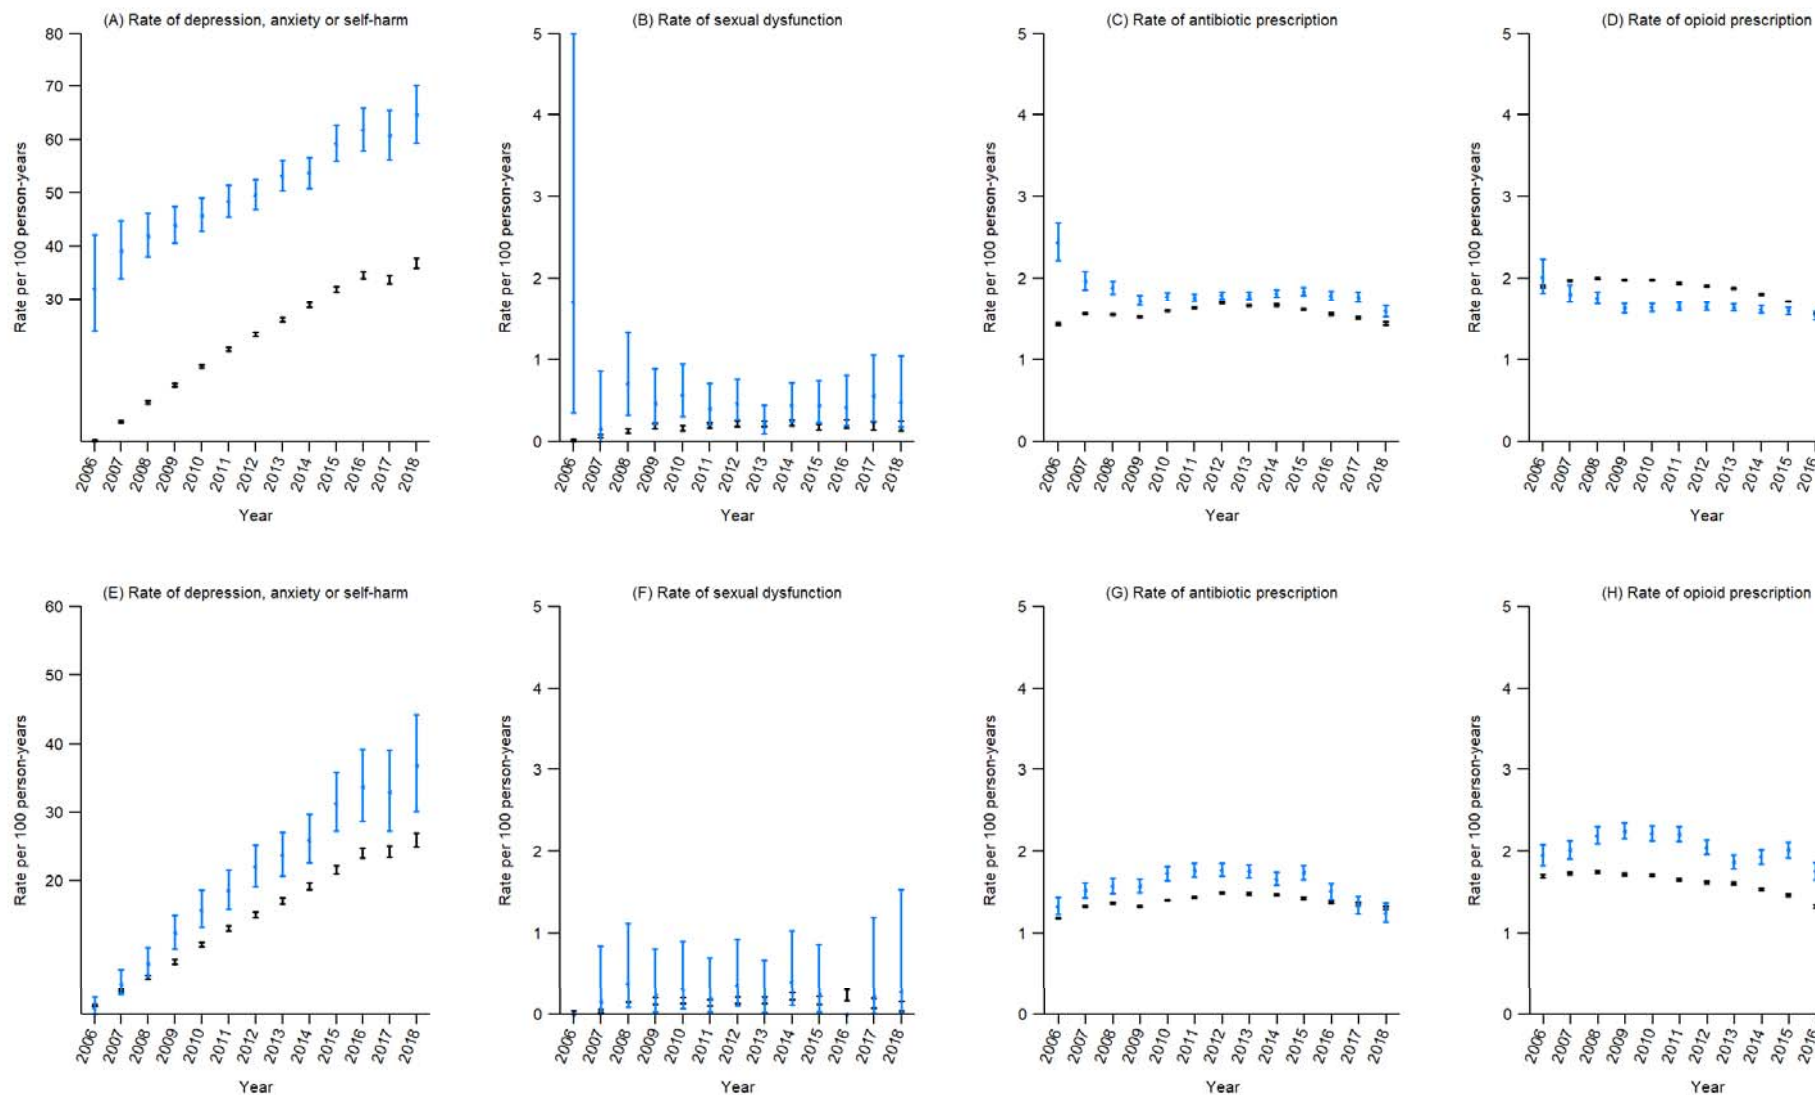 (A) Rate of depression, anxiety or self-harm
80
70
60
50
40
30
Rate per 100 person-years
2006 2007 2008 2009 2010 2011 2012 2013 2014 2015 2016 2017 2018
Year
(B) Rate of sexual dysfunction
5
4
3
2
1
0
Rate per 100 person-years
2006 2007 2008 2009 2010 2011 2012 2013 2014 2015 2016 2017 2018
Year
(C) Rate of antibiotic prescription
5
4
3
2
1
0
Rate per 100 person-years
2006 2007 2008 2009 2010 2011 2012 2013 2014 2015 2016 2017 2018
Year
(D) Rate of opioid prescription
5
4
3
2
1
0
Rate per 100 person-years
2006 2007 2008 2009 2010 2011 2012 2013 2014 2015 2016
Year
(E) Rate of depression, anxiety or self-harm
60
50
40
30
20
Rate per 100 person-years
2006 2007 2008 2009 2010 2011 2012 2013 2014 2015 2016 2017 2018
Year
(F) Rate of sexual dysfunction
5
4
3
2
1
0
Rate per 100 person-years
2006 2007 2008 2009 2010 2011 2012 2013 2014 2015 2016 2017 2018
Year
(G) Rate of antibiotic prescription
5
4
3
2
1
0
Rate per 100 person-years
2006 2007 2008 2009 2010 2011 2012 2013 2014 2015 2016 2017 2018
Year
(H) Rate of opioid prescription
5
4
3
2
1
0
Rate per 100 person-years
2006 2007 2008 2009 2010 2011 2012 2013 2014 2015 2016
Year